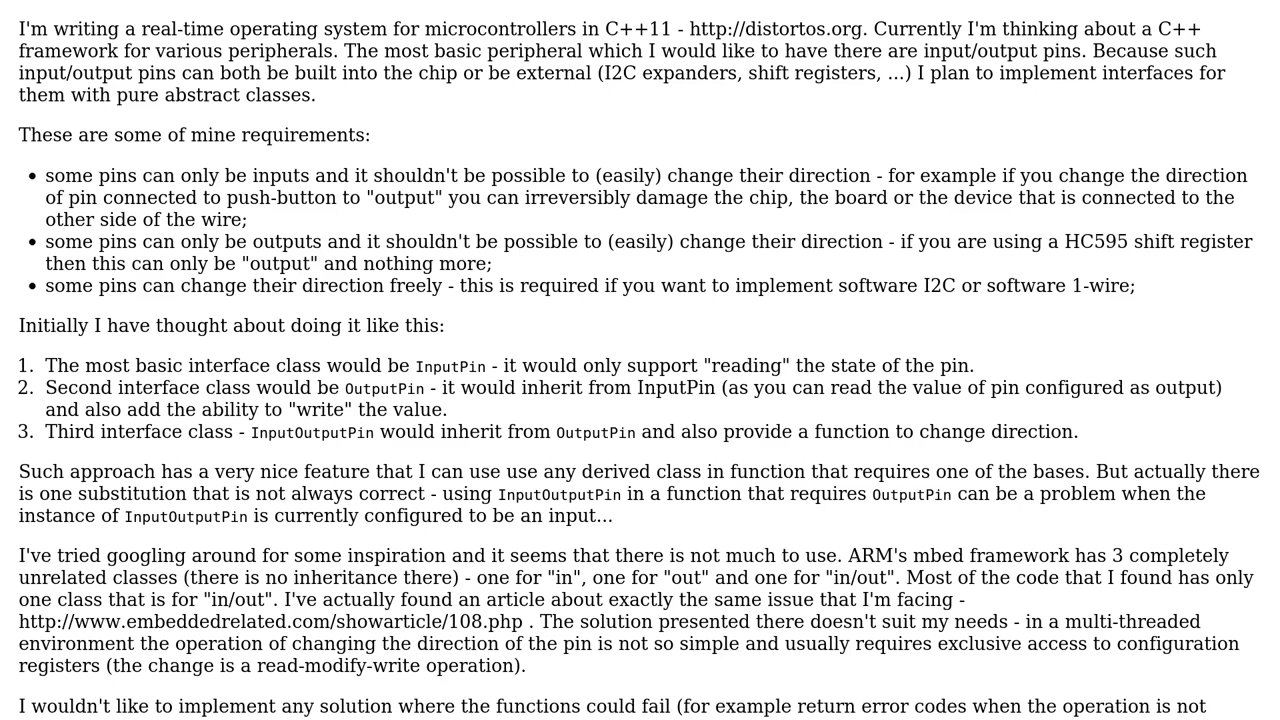 I'm writing a real-time operating system for microcontrollers in C++11 - http://distortos.org. Currently I'm thinking about a C++
framework for various peripherals. The most basic peripheral which I would like to have there are input/output pins. Because such
input/output pins can both be built into the chip or be external (I2C expanders, shift registers, ...) I plan to implement interfaces for
them with pure abstract classes.
These are some of mine requirements:
• some pins can only be inputs and it shouldn't be possible to (easily) change their direction - for example if you change the direction
of pin connected to push-button to "output" you can irreversibly damage the chip, the board or the device that is connected to the
other side of the wire;
• some pins can only be outputs and it shouldn't be possible to (easily) change their direction - if you are using a HC595 shift register
then this can only be "output" and nothing more;
• some pins can change their direction freely - this is required if you want to implement software I2C or software 1-wire;
Initially I have thought about doing it like this:
1. The most basic interface class would be InputPin - it would only support "reading" the state of the pin.
2. Second interface class would be OutputPin - it would inherit from InputPin (as you can read the value of pin configured as output)
and also add the ability to "write" the value.
3. Third interface class - InputOutputPin would inherit from OutputPin and also provide a function to change direction.
Such approach has a very nice feature that I can use use any derived class in function that requires one of the bases. But actually there
is one substitution that is not always correct - using InputOutputPin in a function that requires OutputPin can be a problem when the
instance of InputOutputPin is currently configured to be an input...
I've tried googling around for some inspiration and it seems that there is not much to use. ARM's mbed framework has 3 completely
unrelated classes (there is no inheritance there) - one for "in", one for "out" and one for "in/out". Most of the code that I found has only
one class that is for "in/out". I've actually found an article about exactly the same issue that I'm facing -
http://www.embeddedrelated.com/showarticle/108.php . The solution presented there doesn't suit my needs - in a multi-threaded
environment the operation of changing the direction of the pin is not so simple and usually requires exclusive access to configuration
registers (the change is a read-modify-write operation).
I wouldn't like to implement any solution where the functions could fail (for example return error codes when the operation is not